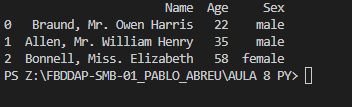 Name Age Sex
0 Braund, Mr. Owen Harris 22 male
1 Allen, Mr. William Henry 35 male
2 Bonnell, Miss. Elizabeth 58 female
PS Z:\FBDDAP-SMB-01_PABLO_ABREU\AULA 8 PY>